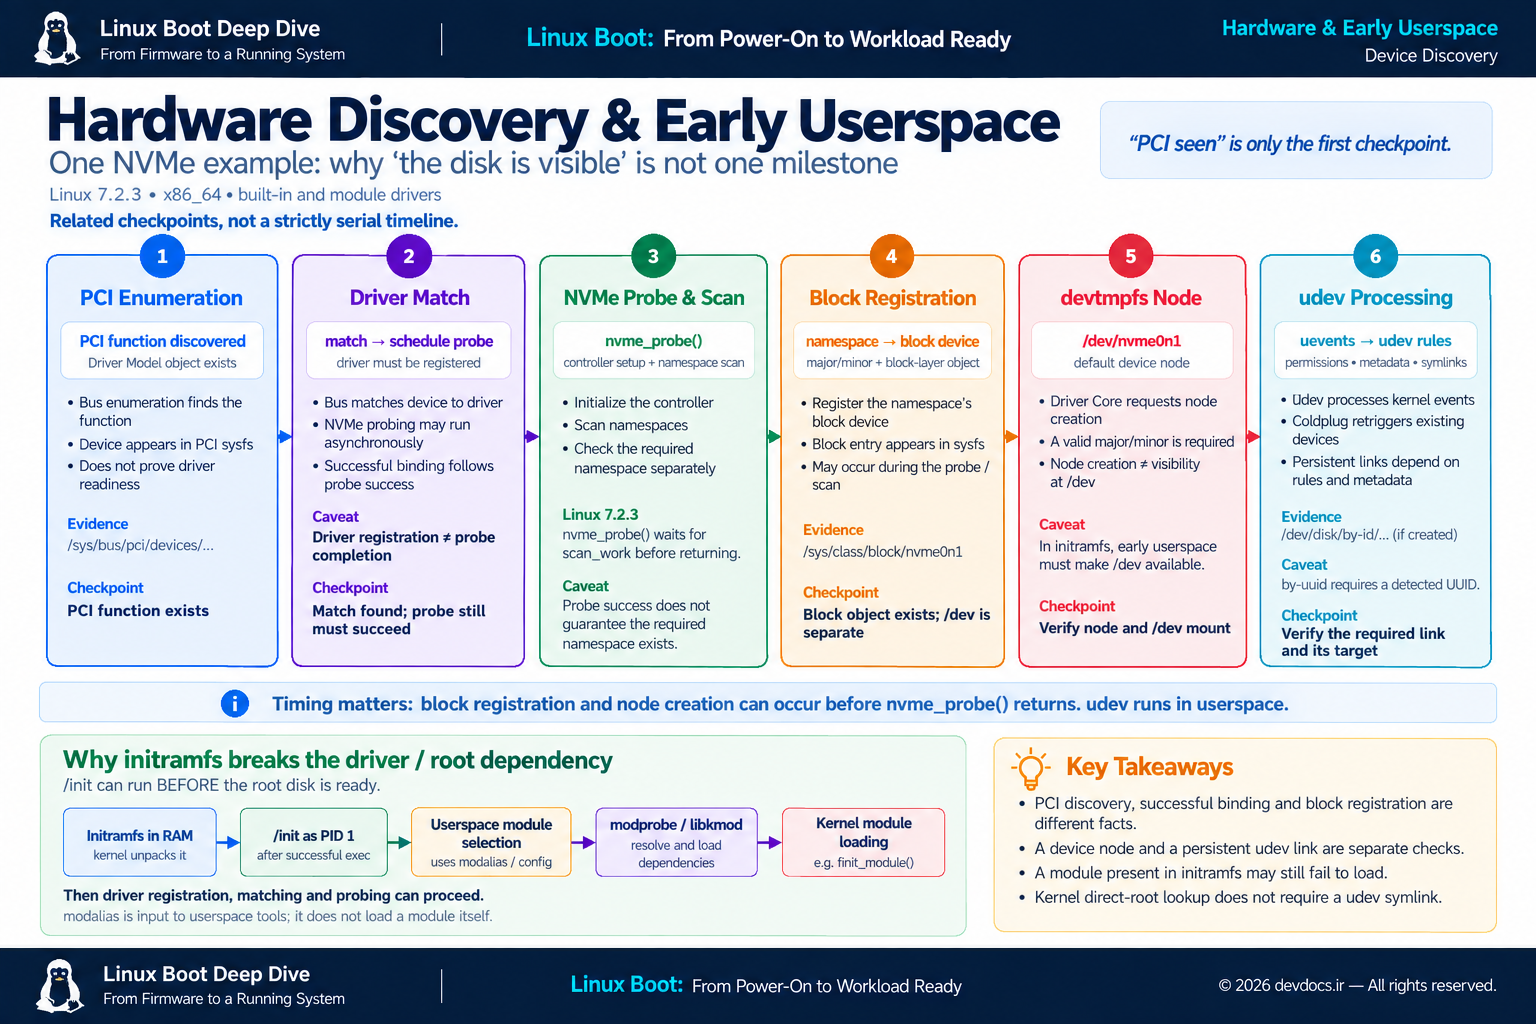 Linux Boot Deep Dive
From Firmware to a Running System
Linux Boot: From Power-On to Workload Ready
Hardware & Early Userspace
Device Discovery
Hardware Discovery & Early Userspace
One NVMe example: why ‘the disk is visible’ is not one milestone
Linux 7.2.3 • x86_64 • built-in and module drivers
Related checkpoints, not a strictly serial timeline.
“PCI seen” is only the first checkpoint.
1
PCI Enumeration
PCI function discovered
Driver Model object exists
• Bus enumeration finds the
function
• Device appears in PCI sysfs
• Does not prove driver
readiness
Evidence
/sys/bus/pci/devices/...
Checkpoint
PCI function exists
2
Driver Match
match → schedule probe
driver must be registered
• Bus matches device to driver
• NVMe probing may run
asynchronously
• Successful binding follows
probe success
Caveat
Driver registration ≠ probe
completion
Checkpoint
Match found; probe still
must succeed
3
NVMe Probe & Scan
nvme_probe()
controller setup + namespace scan
• Initialize the controller
• Scan namespaces
• Check the required
namespace separately
Linux 7.2.3
nvme_probe() waits for
scan_work before returning.
Caveat
Probe success does not
guarantee the required
namespace exists.
4
Block Registration
namespace → block device
major/minor + block-layer object
• Register the namespace's
block device
• Block entry appears in sysfs
• May occur during the probe /
scan
Evidence
/sys/class/block/nvme0n1
Checkpoint
Block object exists; /dev is
separate
5
devtmpfs Node
/dev/nvme0n1
default device node
• Driver Core requests node
creation
• A valid major/minor is required
• Node creation ≠ visibility
at /dev
Caveat
In initramfs, early userspace
must make /dev available.
Checkpoint
Verify node and /dev mount
6
udev Processing
uevents → udev rules
permissions • metadata • symlinks
• Udev processes kernel events
• Coldplug retriggers existing
devices
• Persistent links depend on
rules and metadata
Evidence
/dev/disk/by-id/... (if created)
Caveat
by-uuid requires a detected UUID.
Checkpoint
Verify the required link
and its target
i
Timing matters: block registration and node creation can occur before nvme_probe() returns. udev runs in userspace.
Why initramfs breaks the driver / root dependency
/init can run BEFORE the root disk is ready.
Initramfs in RAM
kernel unpacks it
/init as PID 1
after successful exec
Userspace module
selection
uses modalias / config
modprobe / libkmod
resolve and load
dependencies
Kernel module
loading
e.g. finit_module()
Then driver registration, matching and probing can proceed.
modalias is input to userspace tools; it does not load a module itself.
Key Takeaways
• PCI discovery, successful binding and block registration are
different facts.
• A device node and a persistent udev link are separate checks.
• A module present in initramfs may still fail to load.
• Kernel direct-root lookup does not require a udev symlink.
Linux Boot Deep Dive
From Firmware to a Running System
Linux Boot: From Power-On to Workload Ready
© 2026 devdocs.ir — All rights reserved.